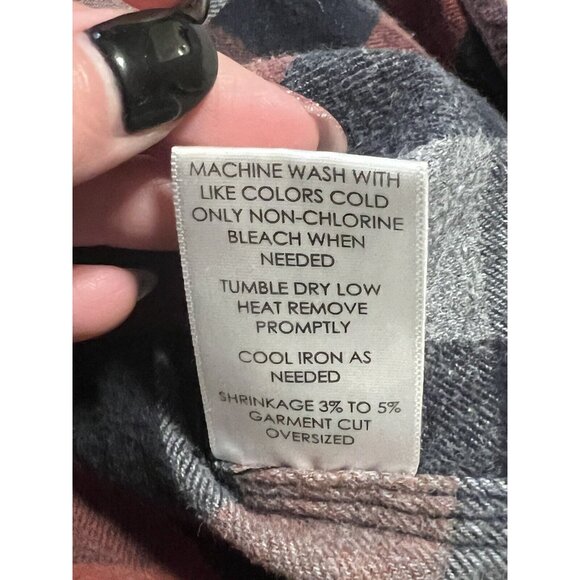 MACHINE WASH WITH
LIKE COLORS COLD
ONLY NON-CHLORINE
BLEACH WHEN
NEEDED
TUMBLE DRY LOW
HEAT REMOVE
PROMPTLY
COOL IRON AS
NEEDED
SHRINKAGE 3% TO 5%
GARMENT CUT
OVERSIZED